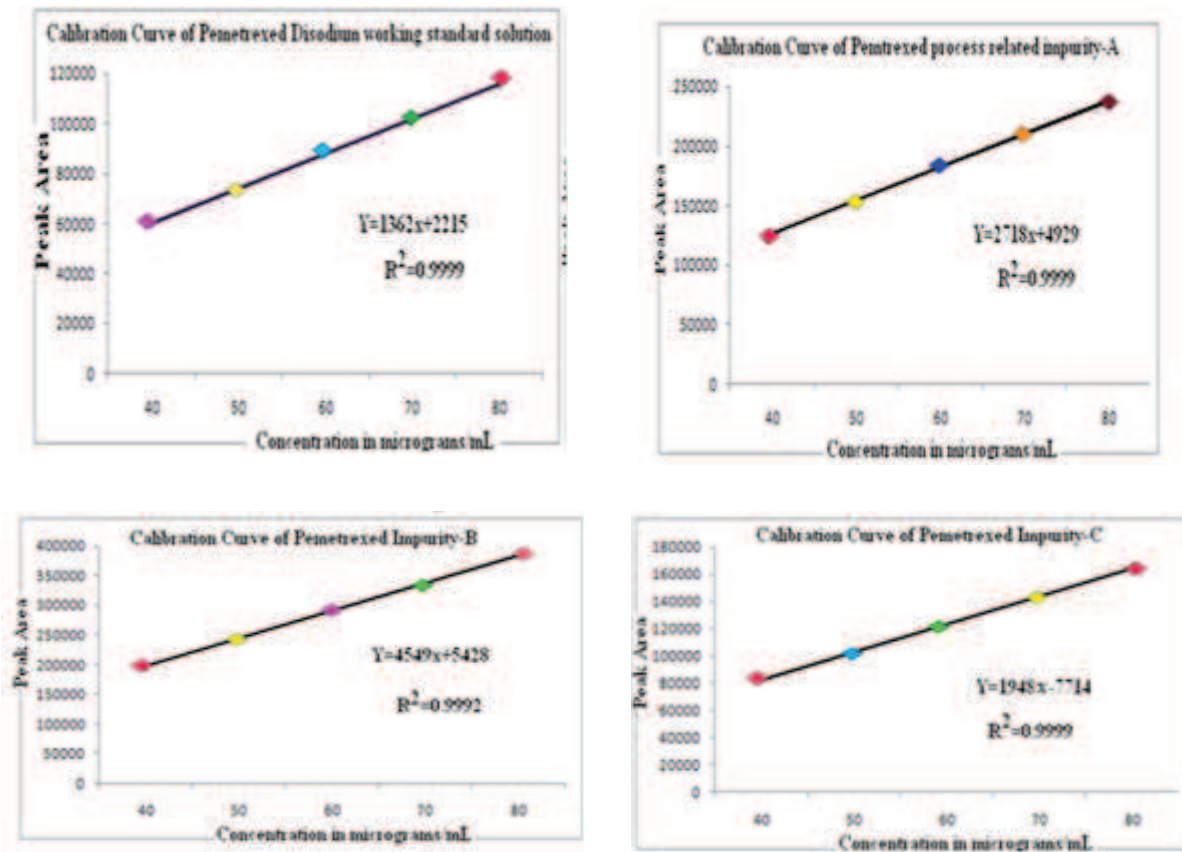 Calibration Curve of Pemetrexed Disodium working standard solution
120000
100000
80000
60000
40000
20000
0
Peak Area
Y=1362x+2215
R2=0.9999
40 50 60 70 80
Concentration in micrograms/mL
Calibration Curve of Pemtrexed process related impurity-A
250000
200000
150000
100000
50000
0
Peak Area
Y=2718x+4929
R2=0.9999
40 50 60 70 80
Concentration in micrograms/mL
Calibration Curve of Pemetrexed Impurity-B
400000
350000
300000
250000
200000
150000
100000
50000
0
Peak Area
Y=4549x+5428
R2=0.9992
40 50 60 70 80
Concentration in micrograms/mL
Calibration Curve of Pemetrexed Impurity-C
180000
160000
140000
120000
100000
80000
60000
40000
20000
0
Peak Area
Y=1948x-7714
R2=0.9999
40 50 60 70 80
Concentration in micrograms/mL